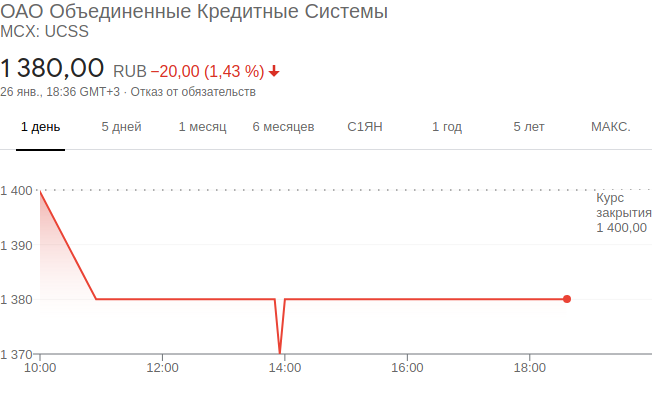 ОАО Объединенные Кредитные Системы
MCX: UCSS
1 380,00 RUB −20,00 (1,43 %)
26 янв., 18:36 GMT+3 · Отказ от обязательств
1 день 5 дней 1 месяц 6 месяцев С1ЯН 1 год 5 лет МАКС.
1 400
Курс
закрытия
1 400,00
1 390
1 380
1 370
10:00 12:00 14:00 16:00 18:00